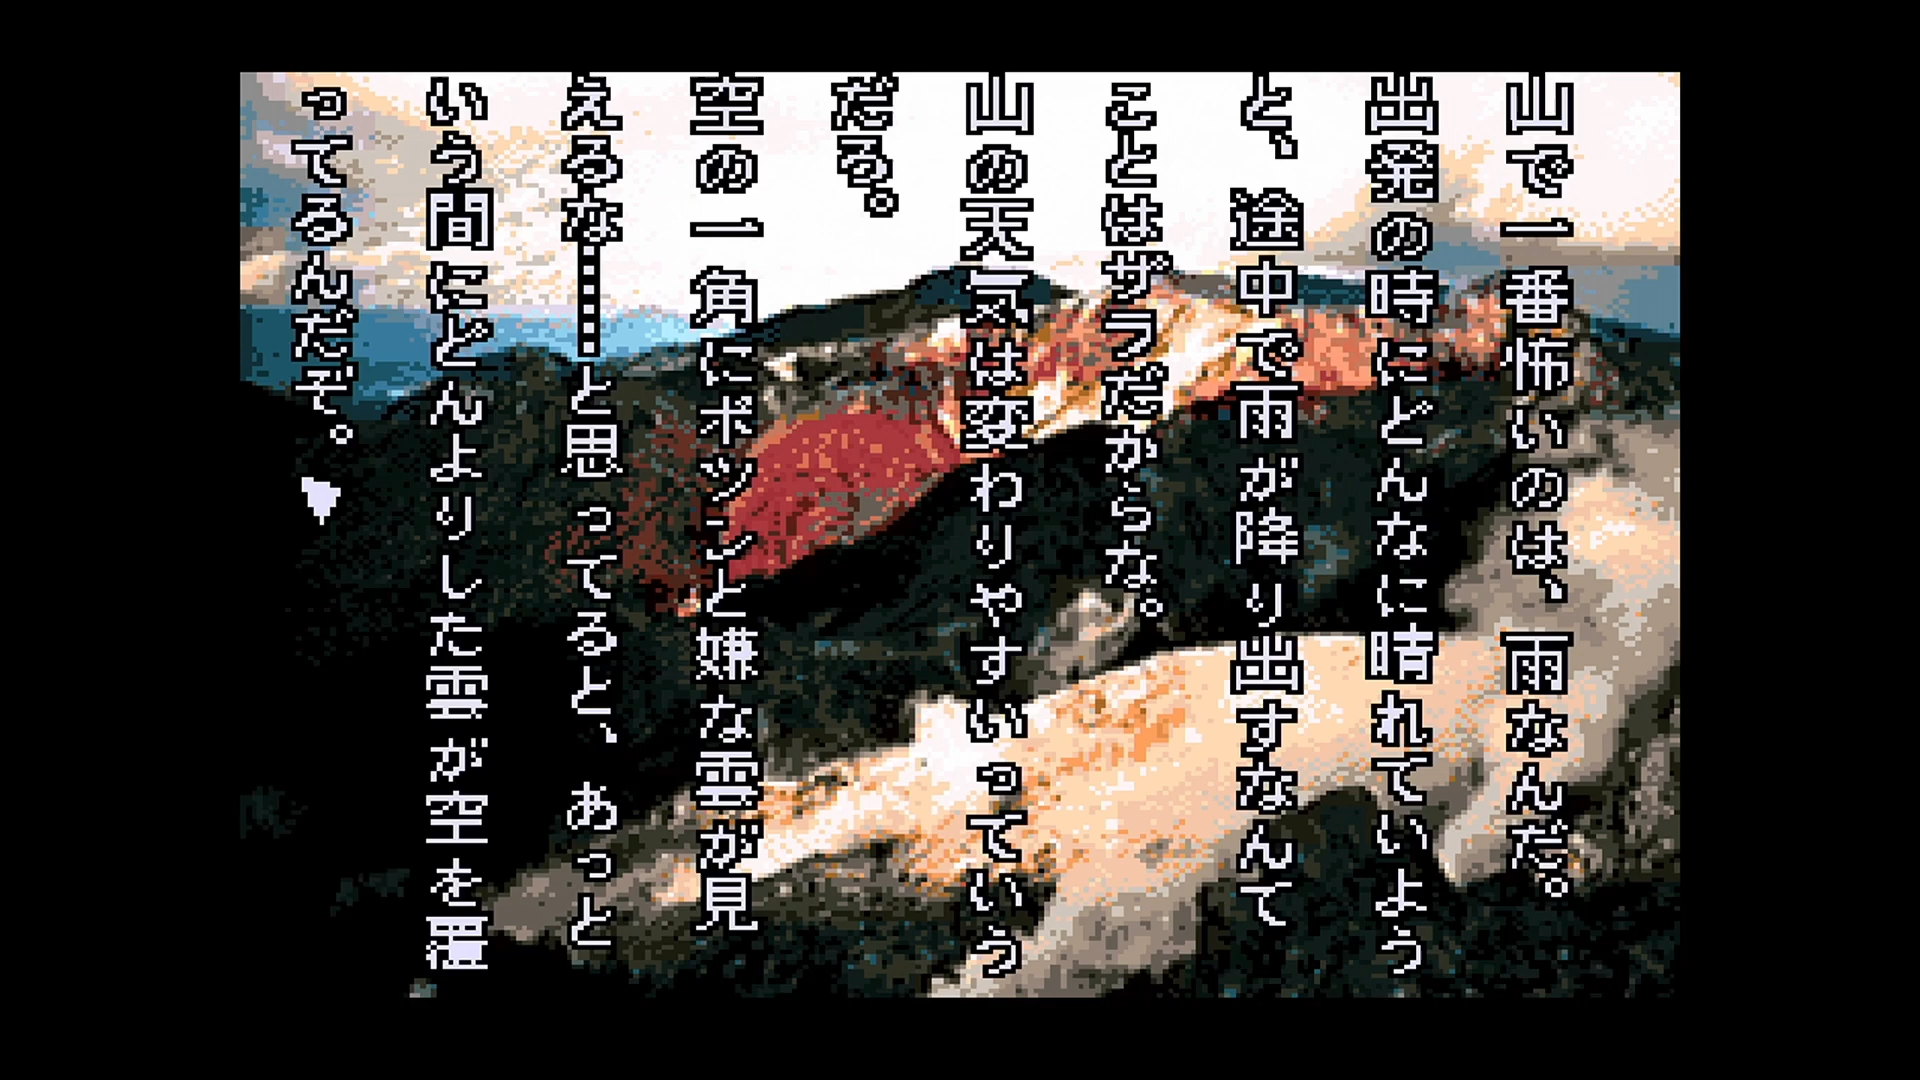 山で一番怖いのは、雨なんだ。
出発の時にどんなに晴れていよう
と、途中で雨が降り出すなんて
ことはザラだからな。
山の天気は変わりやすいっていう
だろ。
空の一角にポツンと嫌な雲が見
えるな……と思ってると、あっと
いう間にどんよりした雲が空を覆
ってるんだぞ。